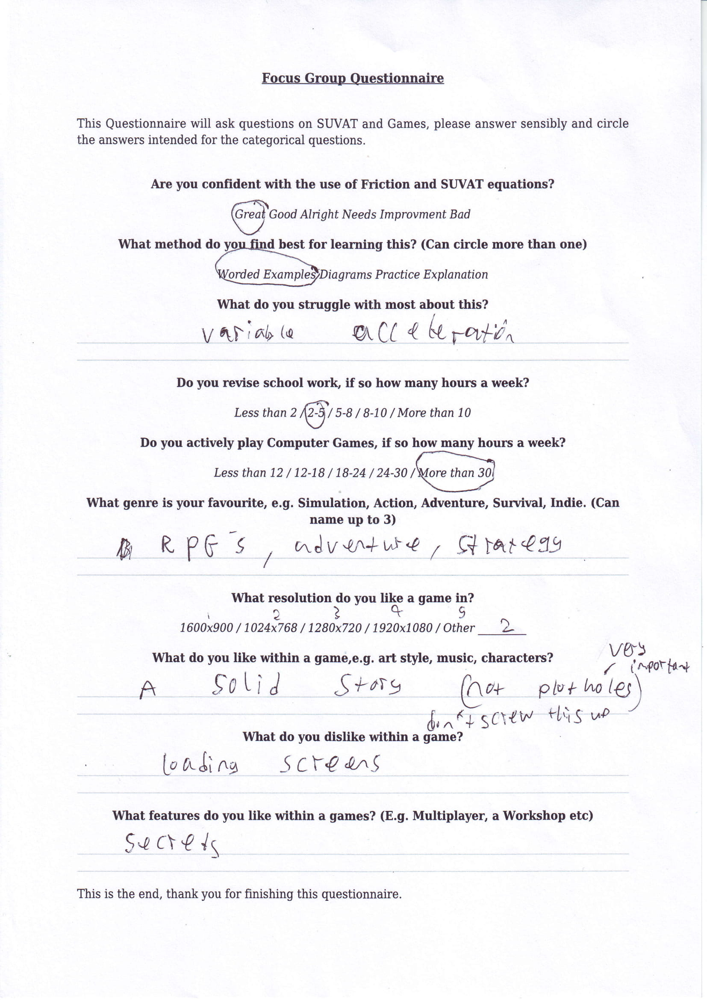 Focus Group Questionnaire
This Questionnaire will ask questions on SUVAT and Games, please answer sensibly and circle
the answers intended for the categorical questions.
Are you confident with the use of Friction and SUVAT equations?
Great Good Alright Needs Improvment Bad
What method do you find best for learning this? (Can circle more than one)
Worded Examples Diagrams Practice Explanation
What do you struggle with most about this?
variable acceleration
Do you revise school work, if so how many hours a week?
Less than 2 / 2-5 / 5-8 / 8-10 / More than 10
Do you actively play Computer Games, if so how many hours a week?
Less than 12 / 12-18 / 18-24 / 24-30 / More than 30
What genre is your favourite, e.g. Simulation, Action, Adventure, Survival, Indie. (Can
name up to 3)
RPG's, adventure, strategy
What resolution do you like a game in?
1 2 3 4 5
1600x900 / 1024x768 / 1280x720 / 1920x1080 / Other 2
What do you like within a game,e.g. art style, music, characters?
very
important
A solid story (not plot holes)
don't screw this up
What do you dislike within a game?
loading screens
What features do you like within a games? (E.g. Multiplayer, a Workshop etc)
secrets
This is the end, thank you for finishing this questionnaire.